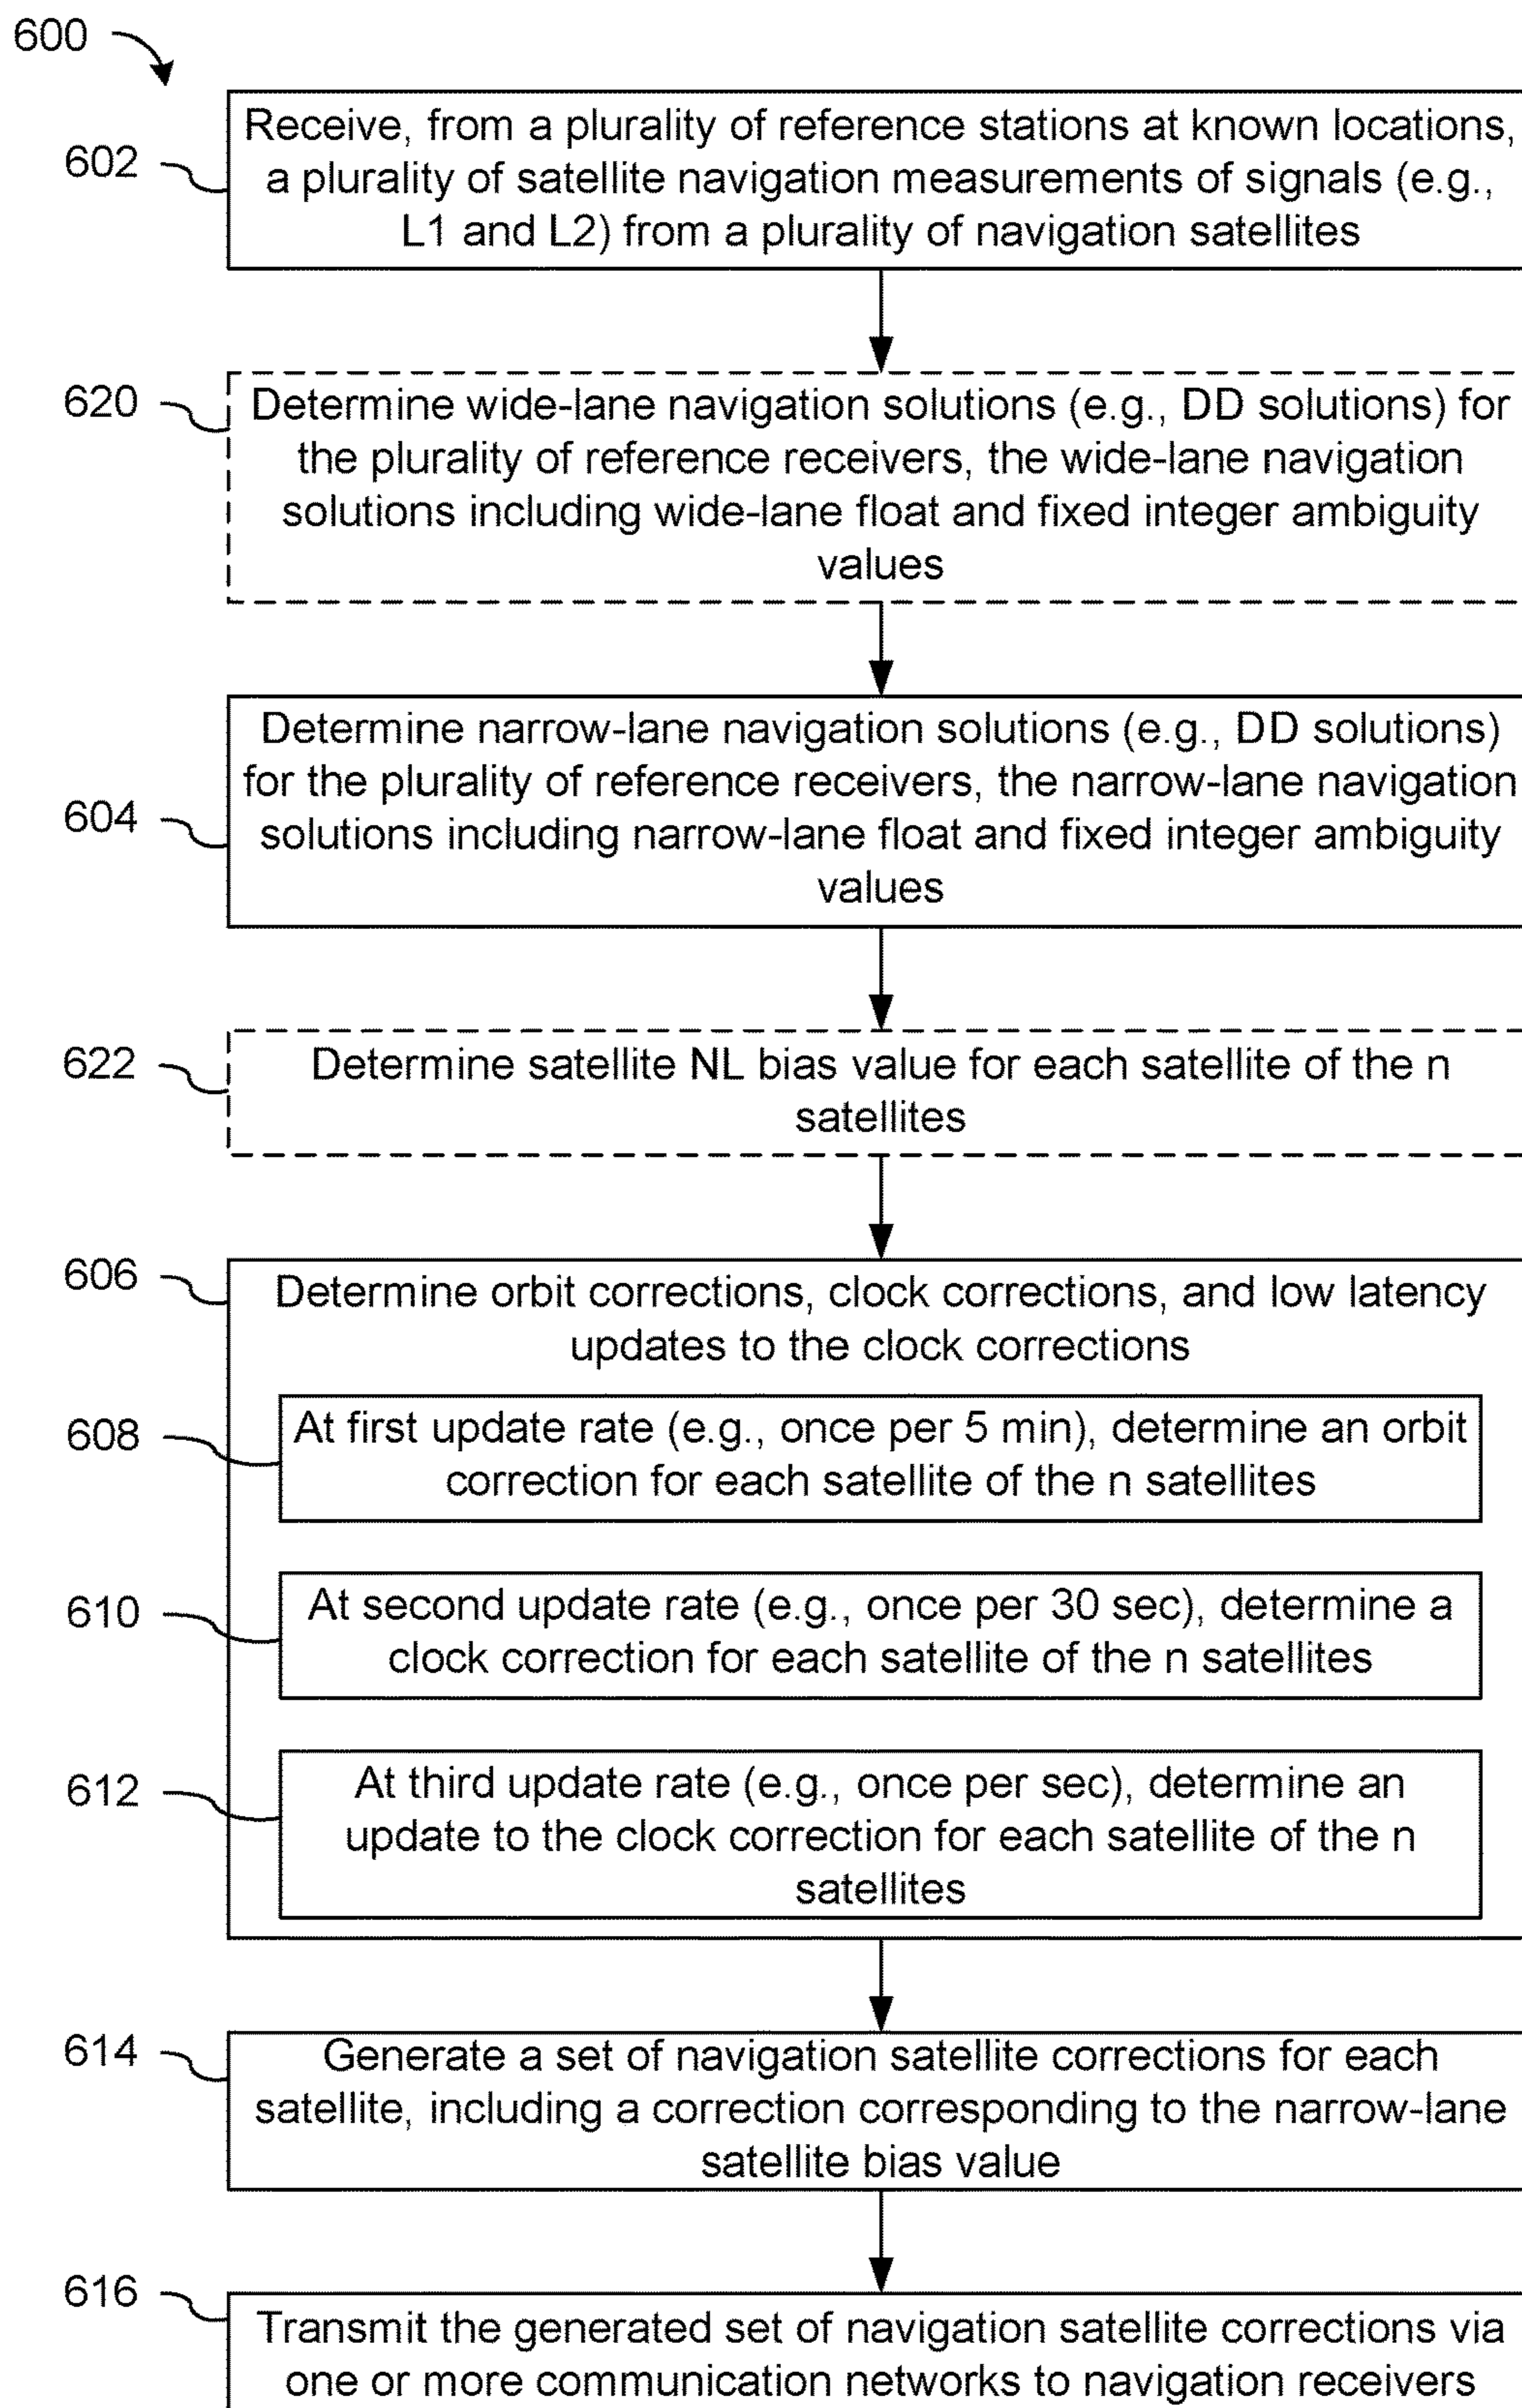 600
602
Receive, from a plurality of reference stations at known locations,
a plurality of satellite navigation measurements of signals (e.g.,
L1 and L2) from a plurality of navigation satellites
620
Determine wide-lane navigation solutions (e.g., DD solutions) for
the plurality of reference receivers, the wide-lane navigation
solutions including wide-lane float and fixed integer ambiguity
values
604
Determine narrow-lane navigation solutions (e.g., DD solutions)
for the plurality of reference receivers, the narrow-lane navigation
solutions including narrow-lane float and fixed integer ambiguity
values
622
Determine satellite NL bias value for each satellite of the n
satellites
606
Determine orbit corrections, clock corrections, and low latency
updates to the clock corrections
608
At first update rate (e.g., once per 5 min), determine an orbit
correction for each satellite of the n satellites
610
At second update rate (e.g., once per 30 sec), determine a
clock correction for each satellite of the n satellites
612
At third update rate (e.g., once per sec), determine an
update to the clock correction for each satellite of the n
satellites
614
Generate a set of navigation satellite corrections for each
satellite, including a correction corresponding to the narrow-lane
satellite bias value
616
Transmit the generated set of navigation satellite corrections via
one or more communication networks to navigation receivers